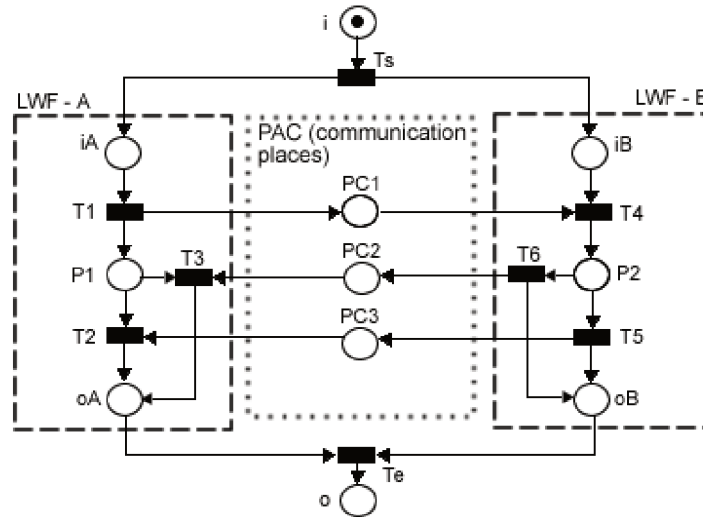 i
Ts
LWF - A
LWF - B
PAC (communication
places)
iA
iB
PC1
T1
T4
T3
PC2
T6
P1
P2
PC3
T2
T5
oA
oB
Te
o